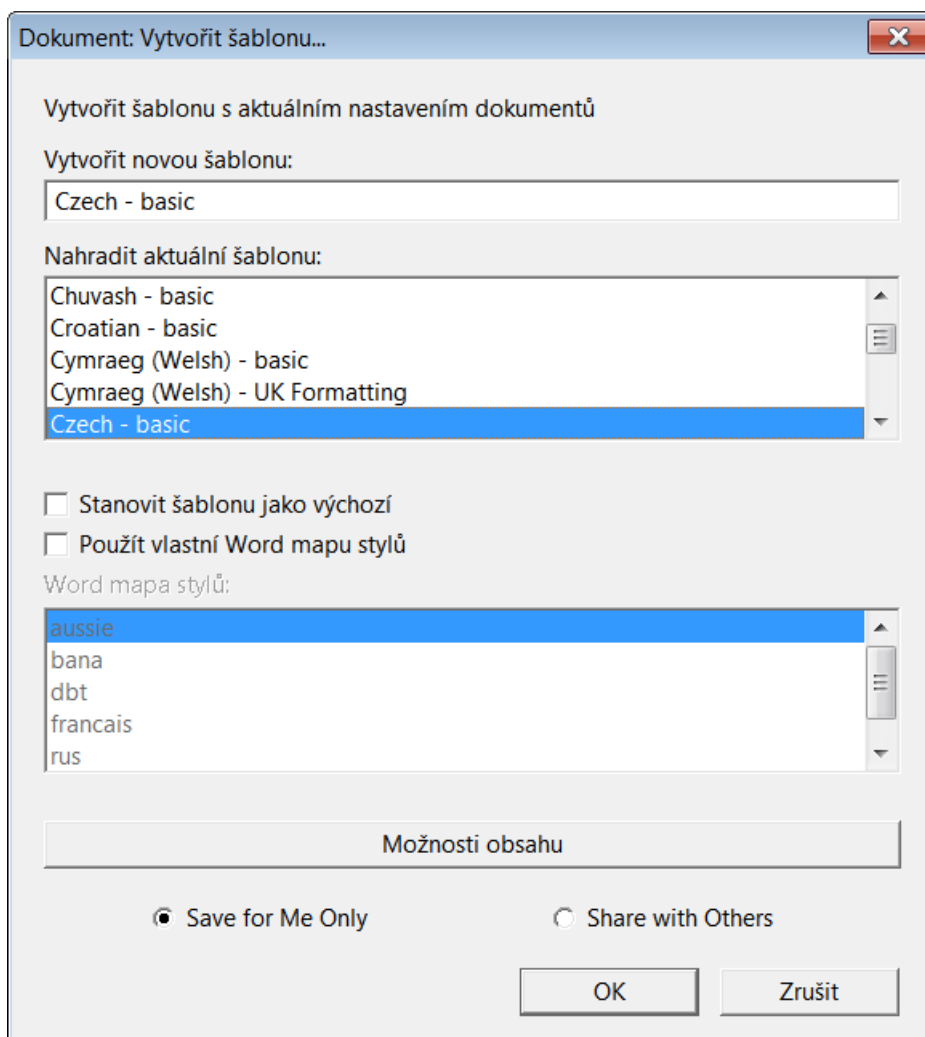 Dokument: Vytvořit šablonu...
Vytvořit šablonu s aktuálním nastavením dokumentů
Vytvořit novou šablonu:
Czech - basic
Nahradit aktuální šablonu:
Chuvash - basic
Croatian - basic
Cymraeg (Welsh) - basic
Cymraeg (Welsh) - UK Formatting
Czech - basic
Stanovit šablonu jako výchozí
Použít vlastní Word mapu stylů
Word mapa stylů:
aussie
bana
dbt
francais
rus
Možnosti obsahu
Save for Me Only Share with Others
OK Zrušit